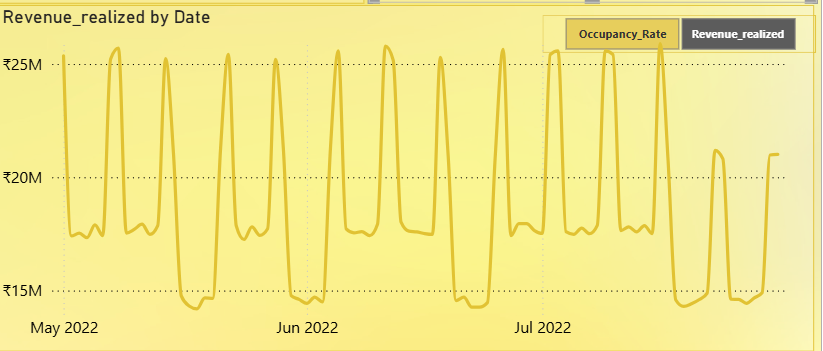 Revenue_realized by Date
Occupancy_Rate
Revenue_realized
₹25M
₹20M
₹15M
May 2022
Jun 2022
Jul 2022